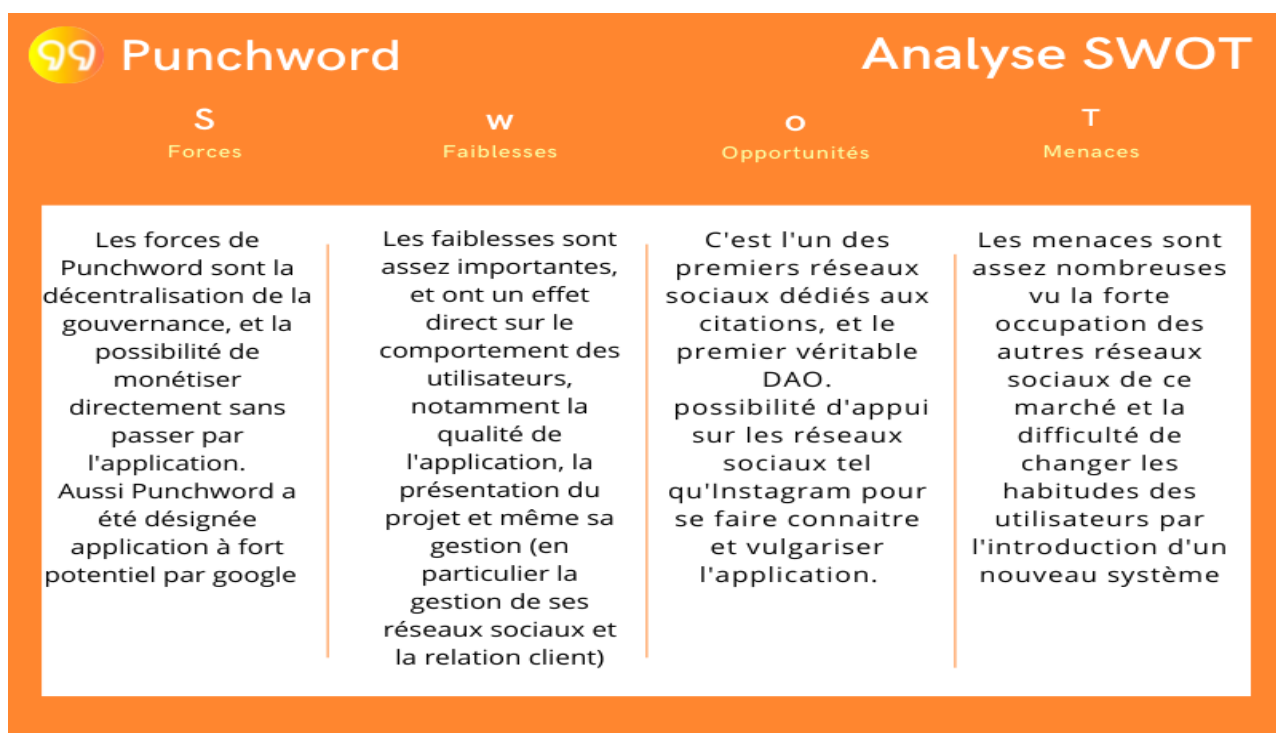 Punchword
Analyse SWOT
S
Forces
W
Faiblesses
O
Opportunités
T
Menaces
Les forces de
Punchword sont la
décentralisation de la
gouvernance, et la
possibilité de
monétiser
directement sans
passer par
l'application.
Aussi Punchword a
été désignée
application à fort
potentiel par google
Les faiblesses sont
assez importantes,
et ont un effet
direct sur le
comportement des
utilisateurs,
notamment la
qualité de
l'application, la
présentation du
projet et même sa
gestion (en
particulier la
gestion de ses
réseaux sociaux et
la relation client)
C'est l'un des
premiers réseaux
sociaux dédiés aux
citations, et le
premier véritable
DAO.
possibilité d'appui
sur les réseaux
sociaux tel
qu'Instagram pour
se faire connaitre
et vulgariser
l'application.
Les menaces sont
assez nombreuses
vu la forte
occupation des
autres réseaux
sociaux de ce
marché et la
difficulté de
changer les
habitudes des
utilisateurs par
l'introduction d'un
nouveau système